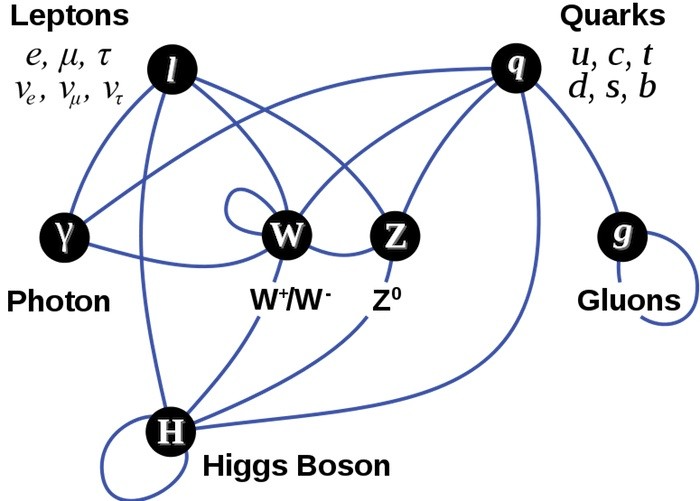 Leptons
e, μ, τ
νe, νμ, ντ
l
Quarks
u, c, t
d, s, b
q
γ
Photon
W
W+/W-
Z
Z0
g
Gluons
H
Higgs Boson